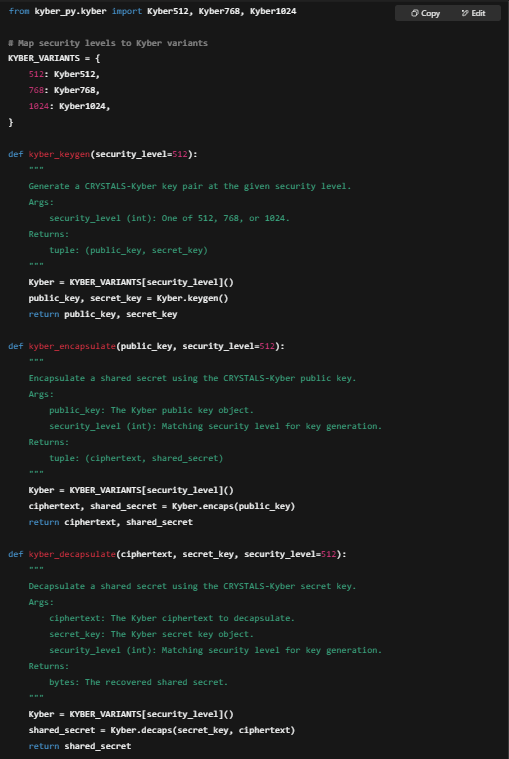 from kyber_py.kyber import Kyber512, Kyber768, Kyber1024
Copy Edit
# Map security levels to Kyber variants
KYBER_VARIANTS = {
    512: Kyber512,
    768: Kyber768,
    1024: Kyber1024,
}
def kyber_keygen(security_level=512):
    """
    Generate a CRYSTALS-Kyber key pair at the given security level.
    Args:
        security_level (int): One of 512, 768, or 1024.
    Returns:
        tuple: (public_key, secret_key)
    """
    Kyber = KYBER_VARIANTS[security_level]()
    public_key, secret_key = Kyber.keygen()
    return public_key, secret_key
def kyber_encapsulate(public_key, security_level=512):
    """
    Encapsulate a shared secret using the CRYSTALS-Kyber public key.
    Args:
        public_key: The Kyber public key object.
        security_level (int): Matching security level for key generation.
    Returns:
        tuple: (ciphertext, shared_secret)
    """
    Kyber = KYBER_VARIANTS[security_level]()
    ciphertext, shared_secret = Kyber.encaps(public_key)
    return ciphertext, shared_secret
def kyber_decapsulate(ciphertext, secret_key, security_level=512):
    """
    Decapsulate a shared secret using the CRYSTALS-Kyber secret key.
    Args:
        ciphertext: The Kyber ciphertext to decapsulate.
        secret_key: The Kyber secret key object.
        security_level (int): Matching security level for key generation.
    Returns:
        bytes: The recovered shared secret.
    """
    Kyber = KYBER_VARIANTS[security_level]()
    shared_secret = Kyber.decaps(secret_key, ciphertext)
    return shared_secret